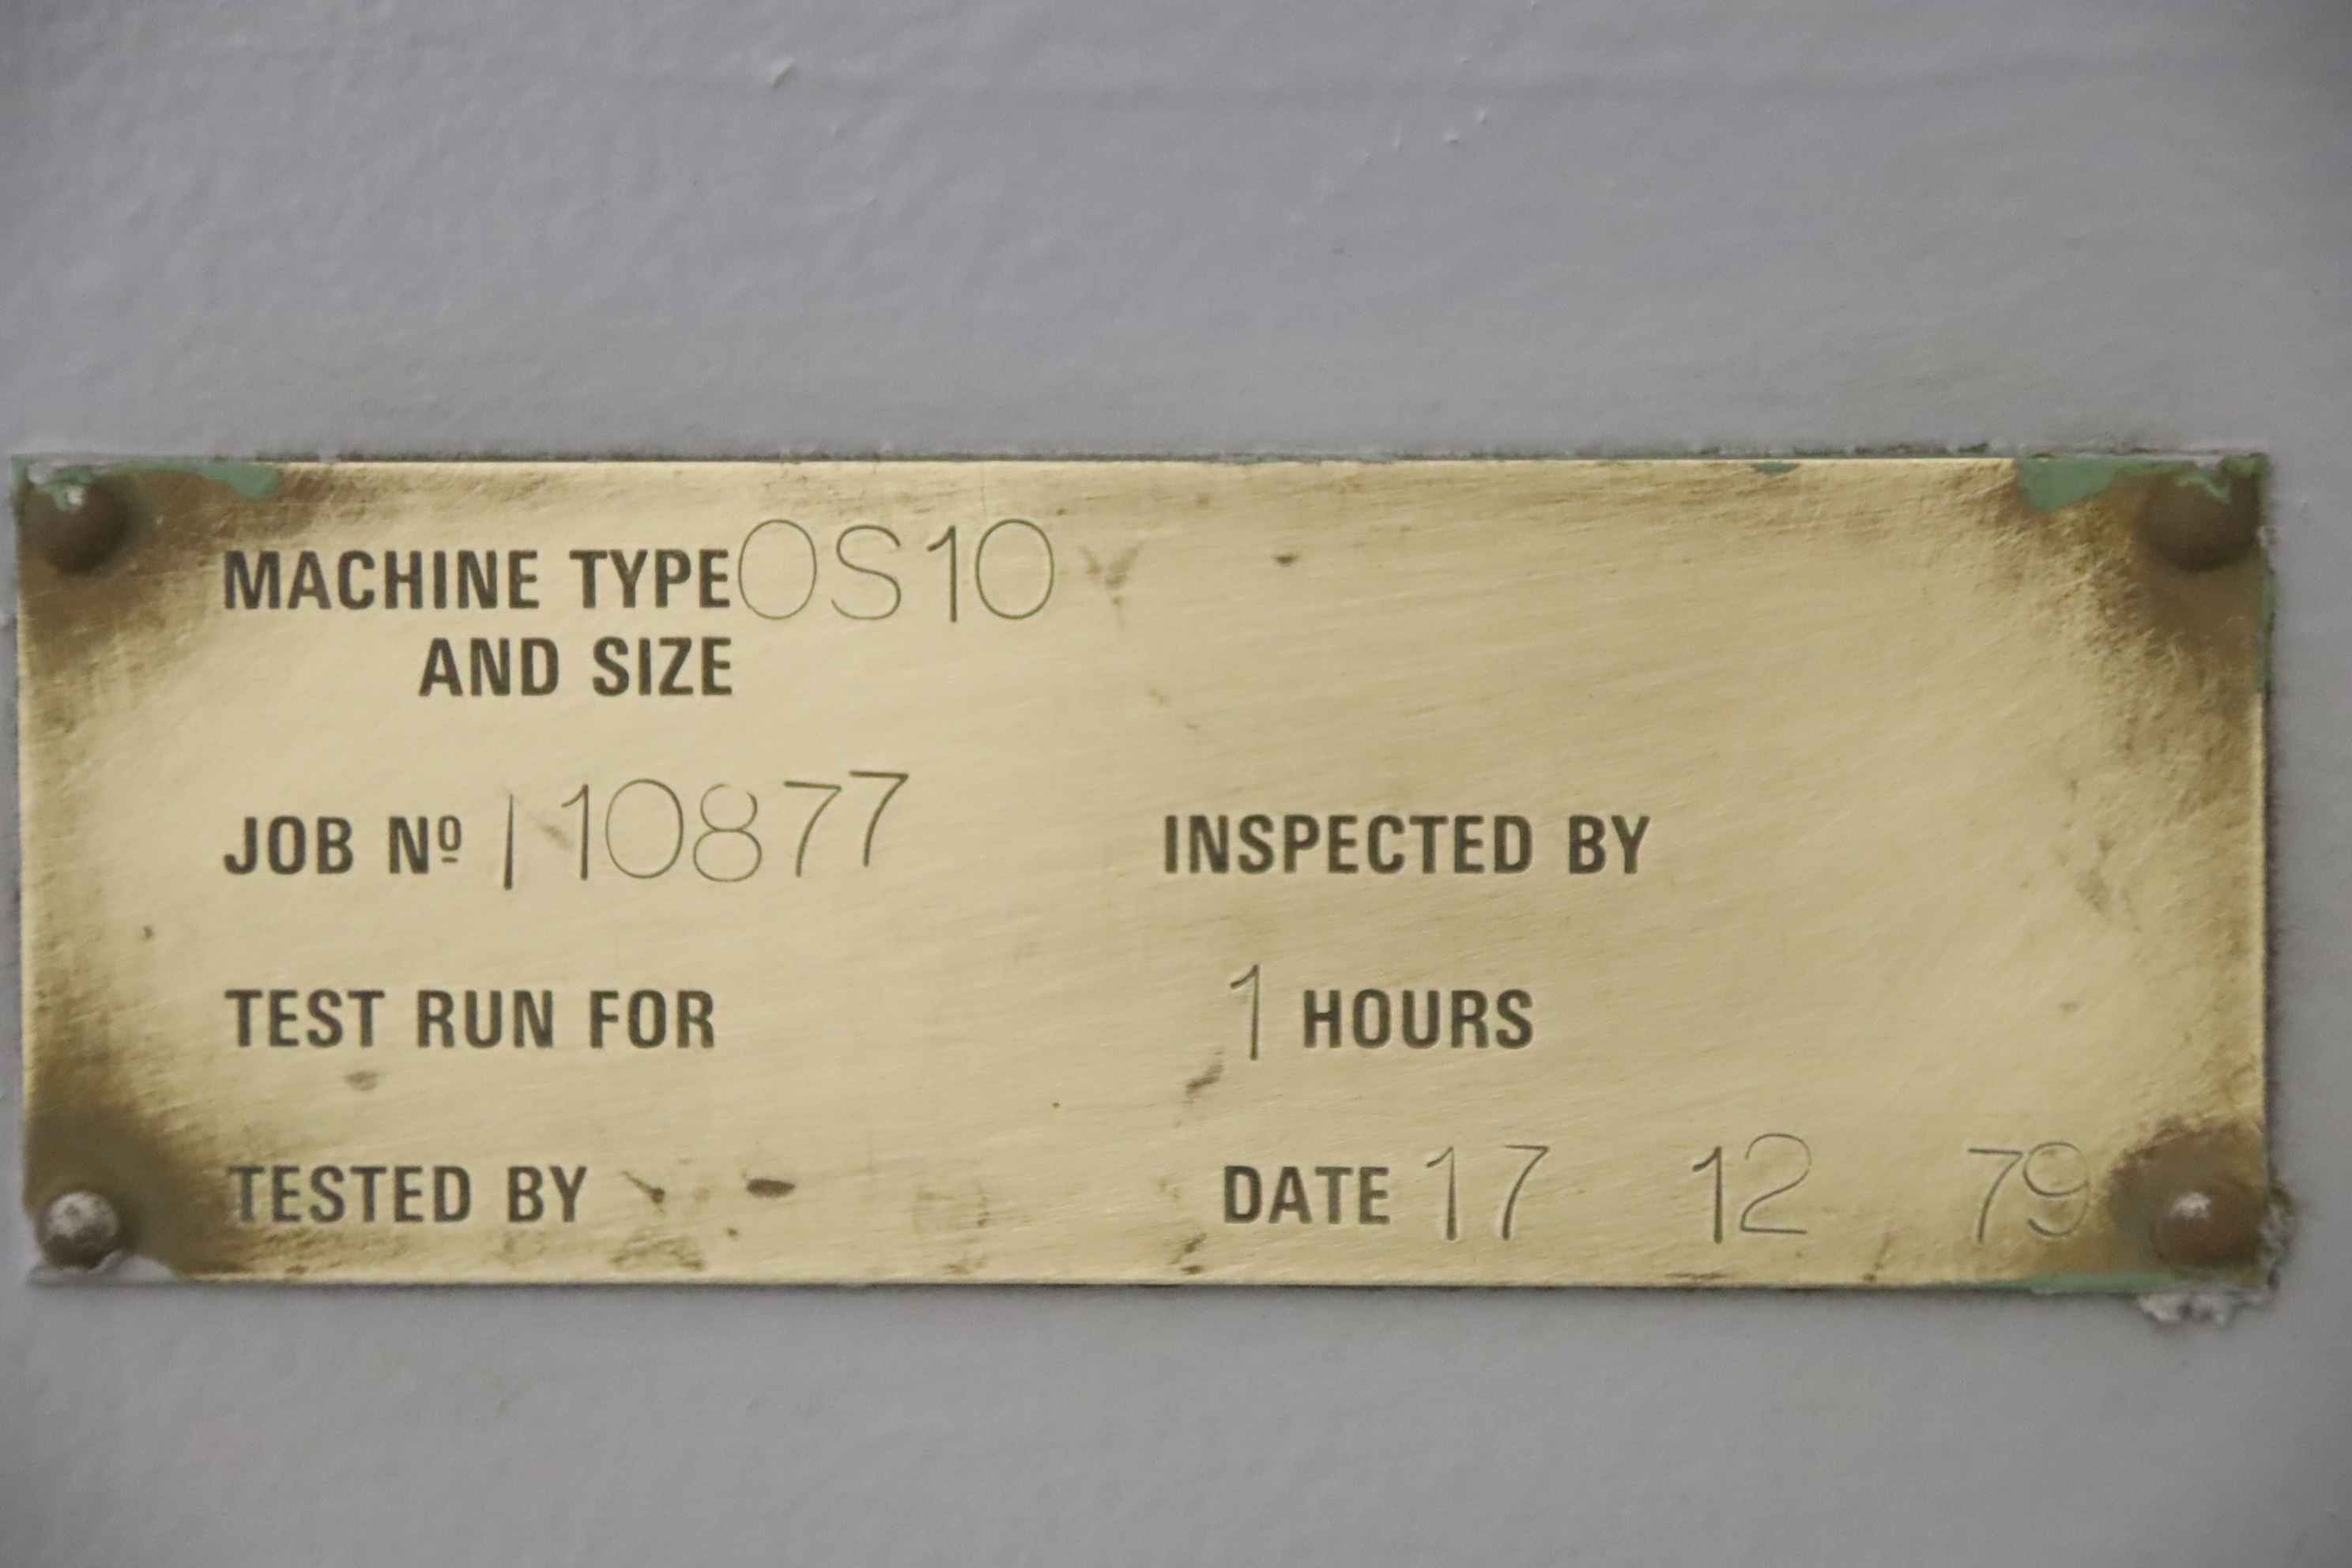 MACHINE TYPE OS10
AND SIZE
JOB Nº 110877 INSPECTED BY
TEST RUN FOR 1 HOURS
TESTED BY DATE 17 12 79